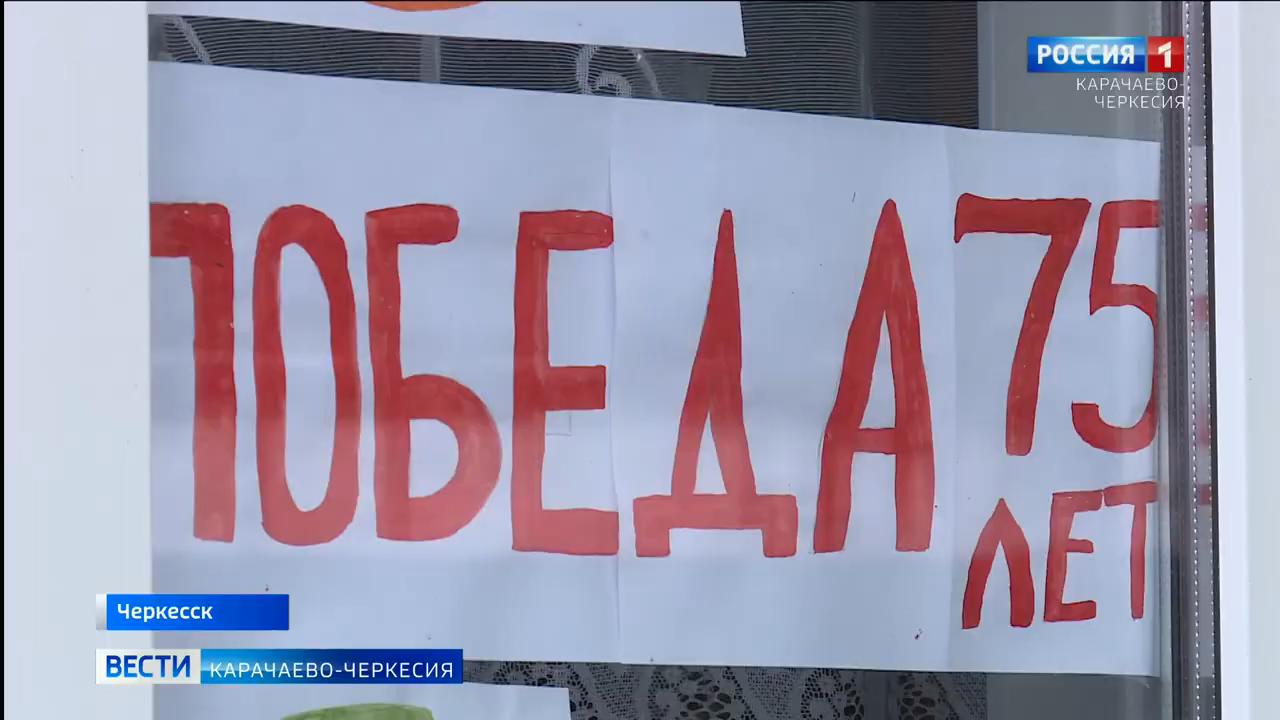 РОССИЯ 1
КАРАЧАЕВО-
ЧЕРКЕСИЯ
ПОБЕДА 75
ЛЕТ
Черкесск
ВЕСТИ КАРАЧАЕВО-ЧЕРКЕСИЯ